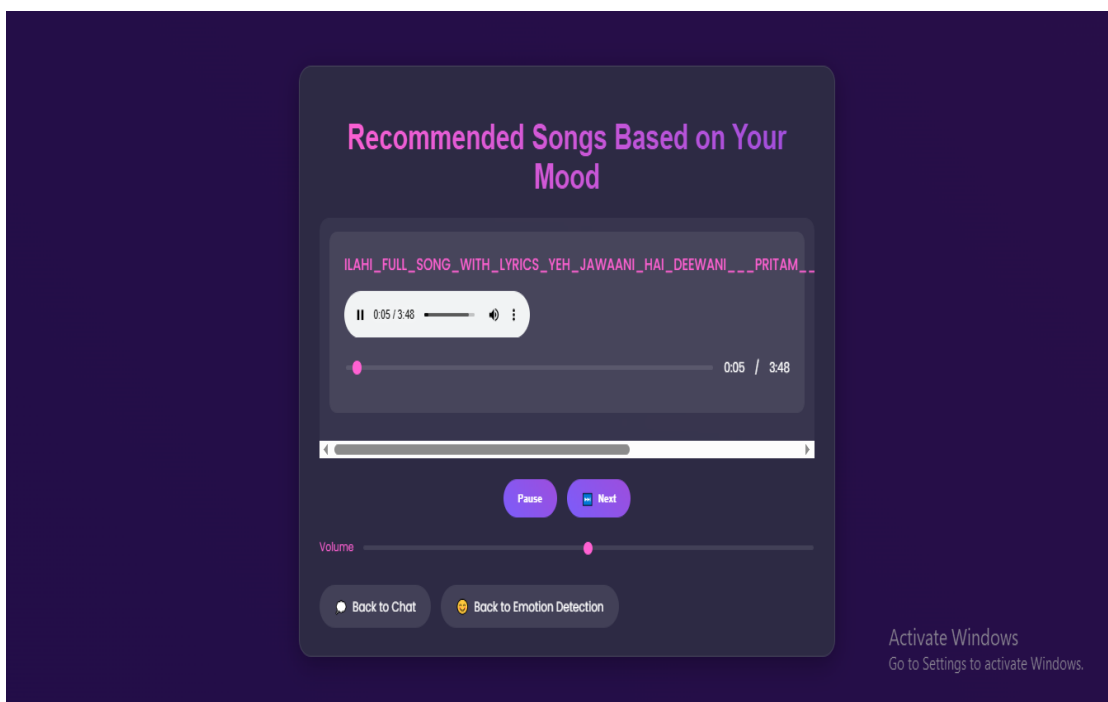 Recommended Songs Based on Your
Mood
ILAHI_FULL_SONG_WITH_LYRICS_YEH_JAWAANI_HAI_DEEWANI___PRITAM__
0:05 / 3:48
0:05 / 3:48
Pause
Next
Volume
Back to Chat
Back to Emotion Detection
Activate Windows
Go to Settings to activate Windows.